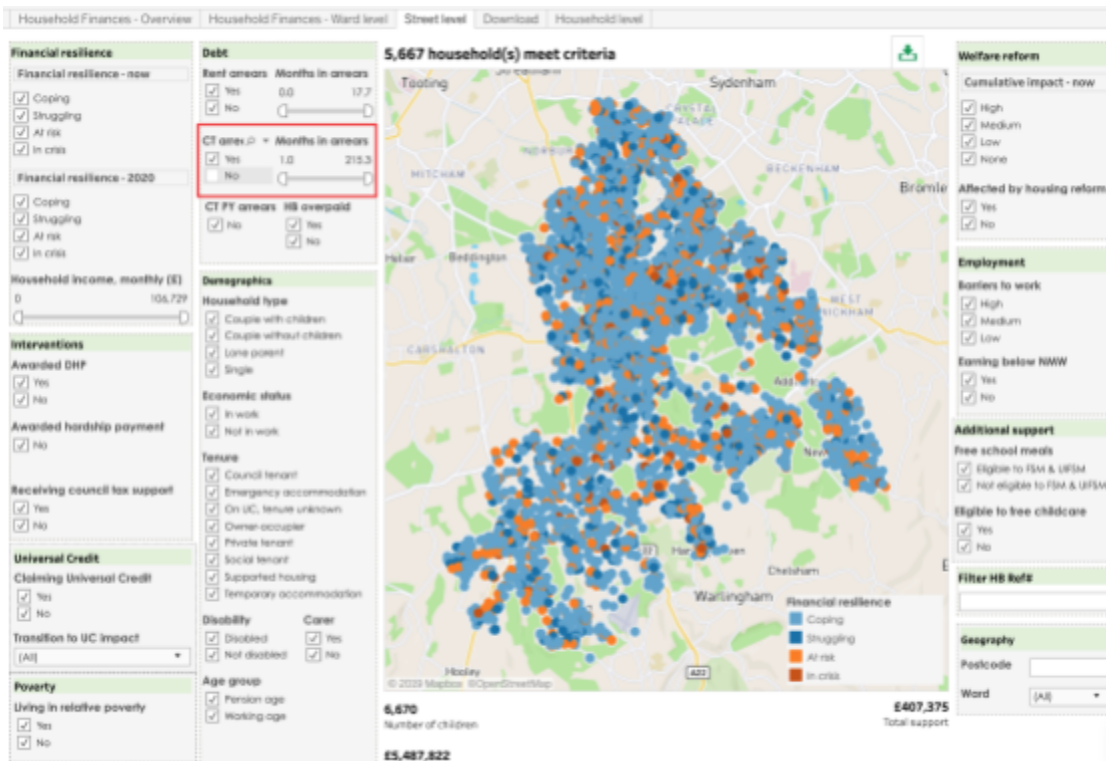 Household Finances - Overview
Household Finances - Ward level
Street level
Download
Household level
Financial resilience
Financial resilience - now
Coping
Struggling
At risk
In crisis
Financial resilience - 2020
Coping
Struggling
At risk
In crisis
Household income, monthly (£)
0 106,729
Interventions
Awarded DHP
Yes
No
Awarded hardship payment
No
Receiving council tax support
Yes
No
Universal Credit
Claiming Universal Credit
Yes
No
Transition to UC impact
(All)
Poverty
Living in relative poverty
Yes
No
Debt
Rent arrears Months in arrears
Yes 0.0 17.7
No
CT arrea Months in arrears
Yes 1.0 215.3
No
CT PY arrears HB overpaid
No Yes
No
Demographics
Household type
Couple with children
Couple without children
Lone parent
Single
Economic status
In work
Not in work
Tenure
Council tenant
Emergency accommodation
On UC, tenure unknown
Owner-occupier
Private tenant
Social tenant
Supported housing
Temporary accommodation
Disability Carer
Disabled Yes
Not disabled No
Age group
Pension age
Working age
5,667 household(s) meet criteria
Tooting
Sydenham
CRYSTAL
PALACE
MITCHAM
BECKENHAM
Bromle
Beddington
WEST
WICKHAM
CARSHALTON
Chelsham
Warlingham
Hooley
A22
Financial resilience
Coping
Struggling
At risk
In crisis
© 2019 Mapbox ©OpenStreetMap
6,670
Number of children
£407,375
Total support
£5,487,822
Welfare reform
Cumulative impact - now
High
Medium
Low
None
Affected by housing reform
Yes
No
Employment
Barriers to work
High
Medium
Low
Earning below NMW
Yes
No
Additional support
Free school meals
Eligible to FSM & UIFSM
Not eligible to FSM & UIFSM
Eligible to free childcare
Yes
No
Filter HB Ref#
Geography
Postcode
Ward (All)